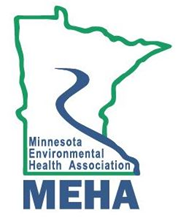 Minnesota
Environmental
Health Association
MEHA